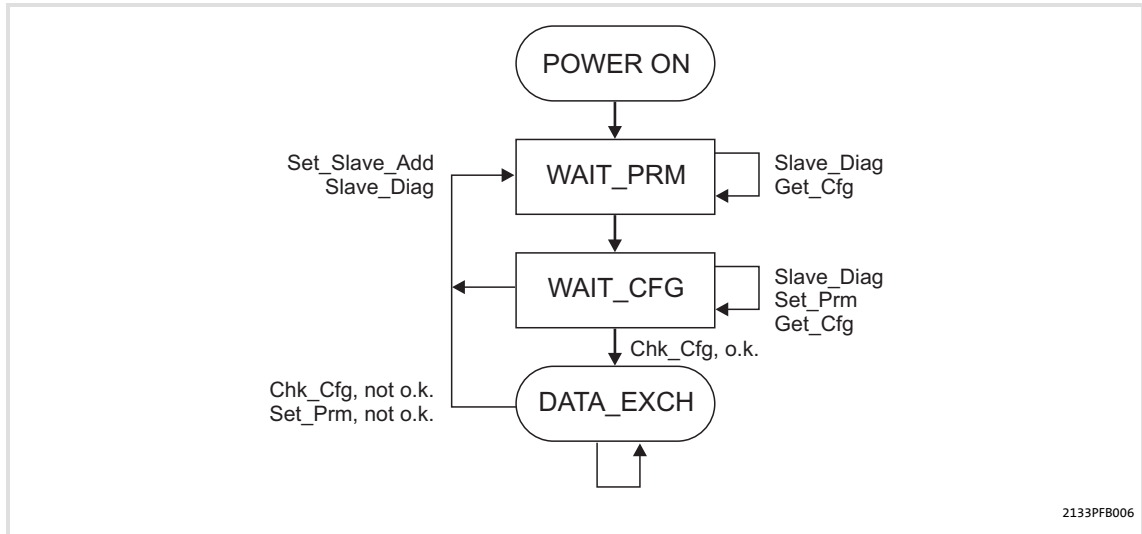 POWER ON
Set_Slave_Add
Slave_Diag
WAIT_PRM
Slave_Diag
Get_Cfg
WAIT_CFG
Slave_Diag
Set_Prm
Get_Cfg
Chk_Cfg, o.k.
Chk_Cfg, not o.k.
Set_Prm, not o.k.
DATA_EXCH
2133PFB006